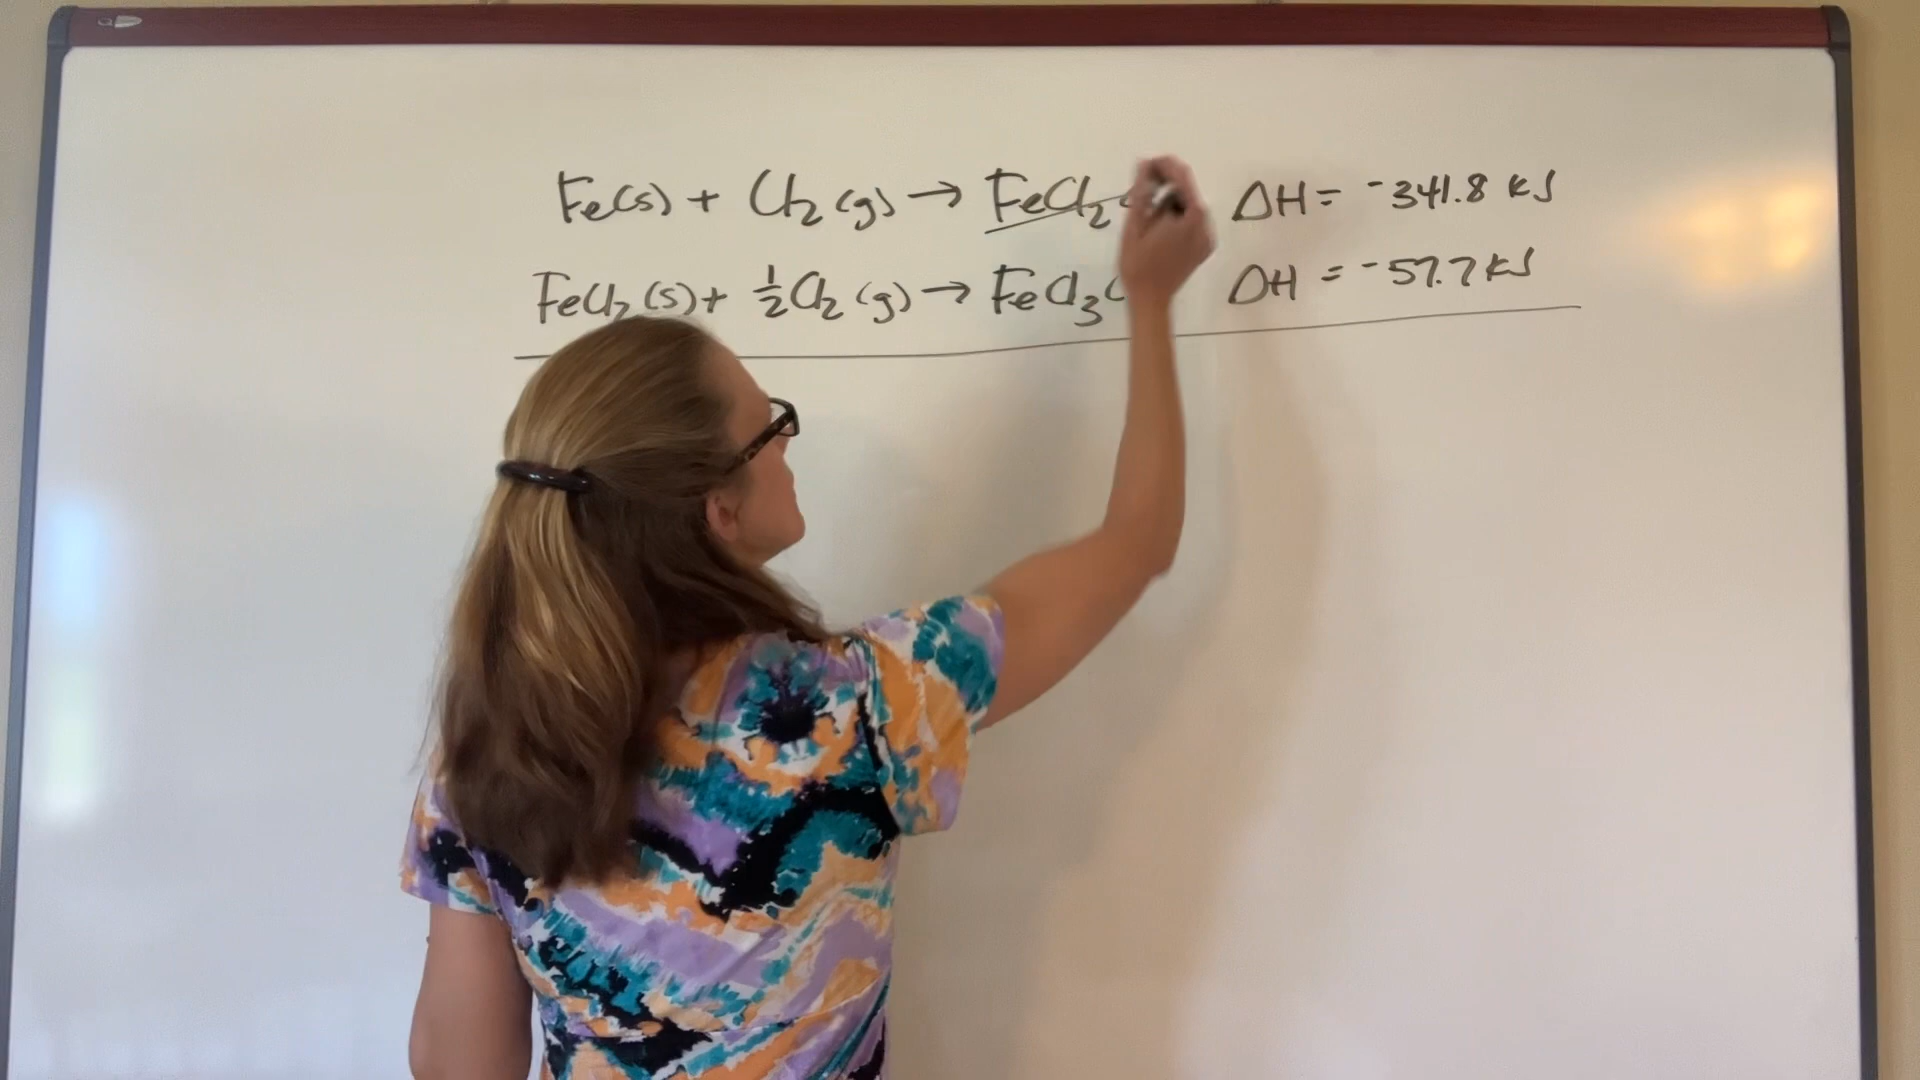 Fe(s) + Cl₂ (g) → FeCl₂ ( ΔH = -341.8 kJ
FeCl₂ (s) + ½ Cl₂ (g) → FeCl₃ ( ΔH = -57.7 kJ